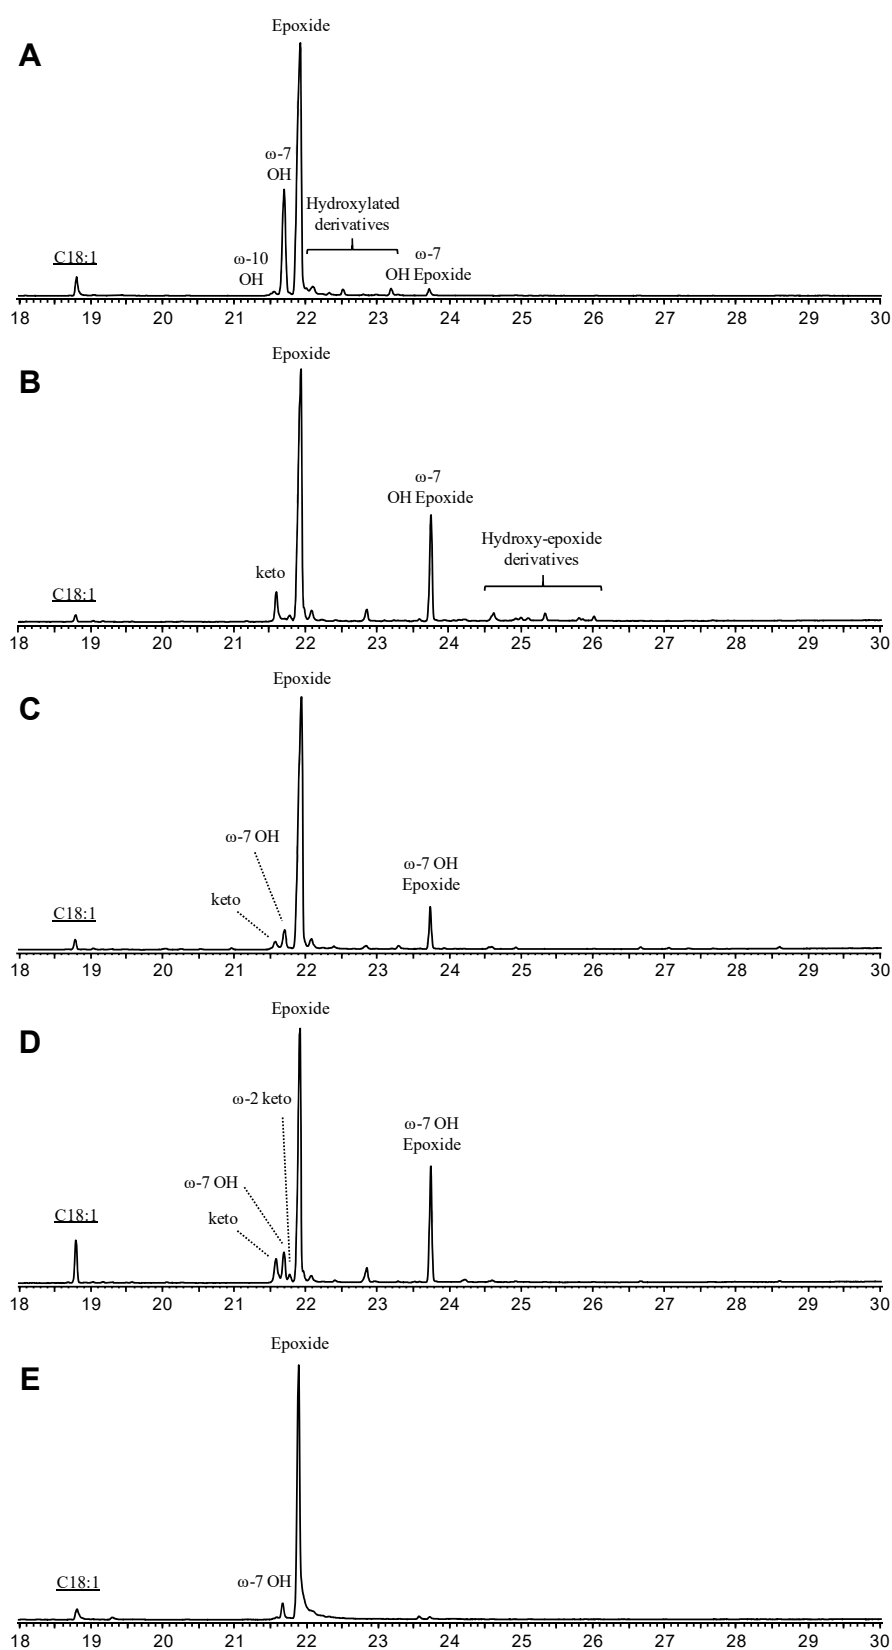 Epoxide
A
ω-7
OH
Hydroxylated
derivatives
C18:1
ω-10
OH
ω-7
OH Epoxide
18 19 20 21 22 23 24 25 26 27 28 29 30
Epoxide
B
ω-7
OH Epoxide
Hydroxy-epoxide
derivatives
keto
C18:1
18 19 20 21 22 23 24 25 26 27 28 29 30
Epoxide
C
ω-7 OH
ω-7 OH
Epoxide
keto
C18:1
18 19 20 21 22 23 24 25 26 27 28 29 30
Epoxide
D
ω-2 keto
ω-7 OH
Epoxide
ω-7 OH
keto
C18:1
18 19 20 21 22 23 24 25 26 27 28 29 30
Epoxide
E
C18:1
ω-7 OH
18 19 20 21 22 23 24 25 26 27 28 29 30